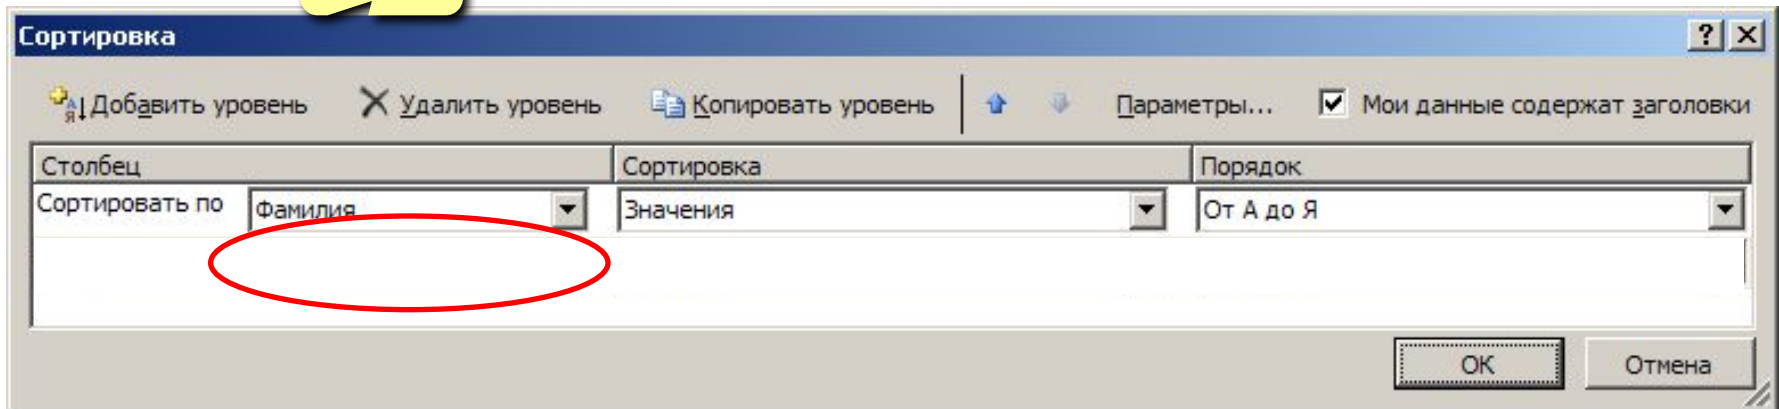 Сортировка
Добавить уровень Удалить уровень Копировать уровень Параметры... Мои данные содержат заголовки
Столбец Сортировка Порядок
Сортировать по Фамилия Значения От А до Я
ОК Отмена